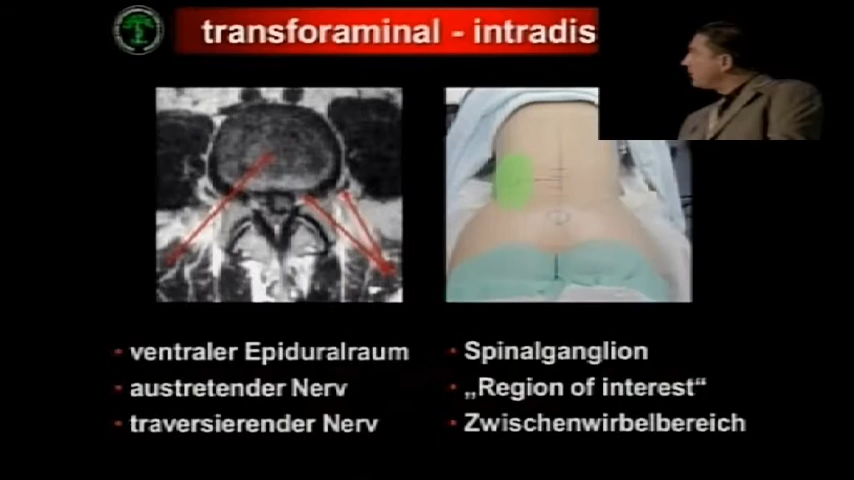 transforaminal - intradis
ventraler Epiduralraum
austretender Nerv
traversierender Nerv
Spinalganglion
„Region of interest“
Zwischenwirbelbereich